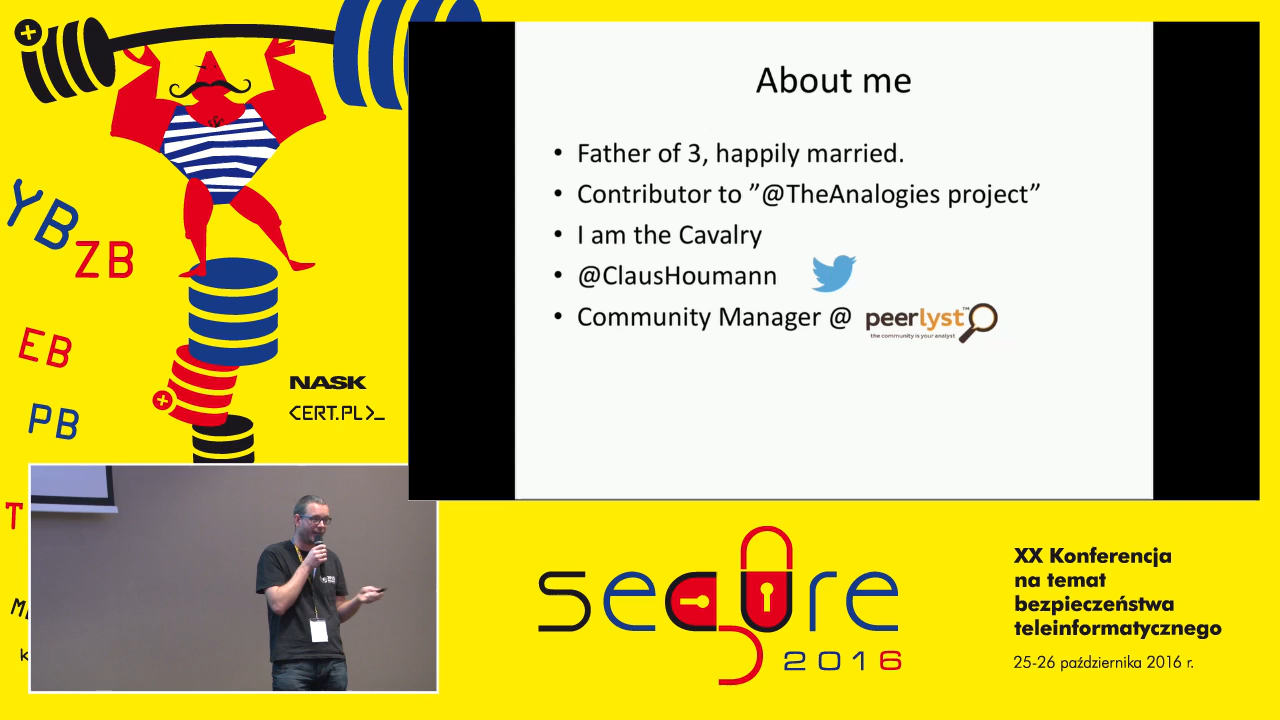 About me
• Father of 3, happily married.
• Contributor to ”@TheAnalogies project”
• I am the Cavalry
• @ClausHoumann
• Community Manager @ peerlyst™
the community is your analyst
YB
ZB
EB
PB
T
NASK
<CERT.PL>_
secure
2016
XX Konferencja
na temat
bezpieczeństwa
teleinformatycznego
25-26 października 2016 r.